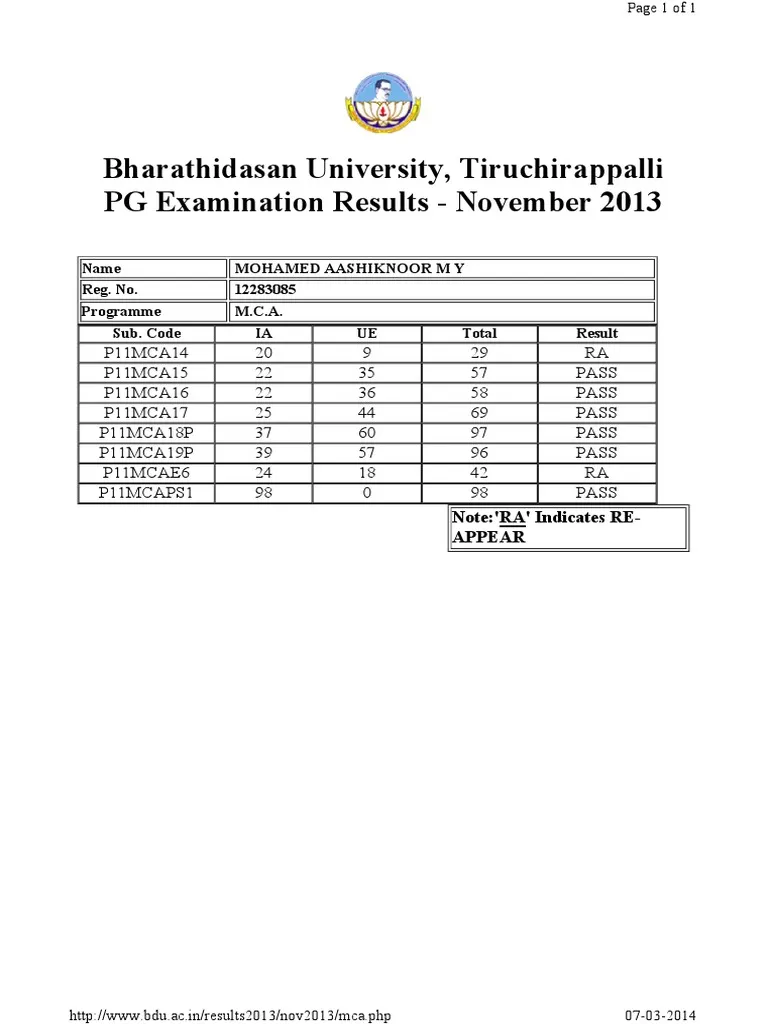 Page 1 of 1
Bharathidasan University, Tiruchirappalli
PG Examination Results - November 2013
Name MOHAMED AASHIKNOOR M Y
Reg. No. 12283085
Programme M.C.A.
Sub. Code IA UE Total Result
P11MCA14 20 9 29 RA
P11MCA15 22 35 57 PASS
P11MCA16 22 36 58 PASS
P11MCA17 25 44 69 PASS
P11MCA18P 37 60 97 PASS
P11MCA19P 39 57 96 PASS
P11MCAE6 24 18 42 RA
P11MCAPS1 98 0 98 PASS
Note:'RA' Indicates RE-
APPEAR
http://www.bdu.ac.in/results2013/nov2013/mca.php 07-03-2014